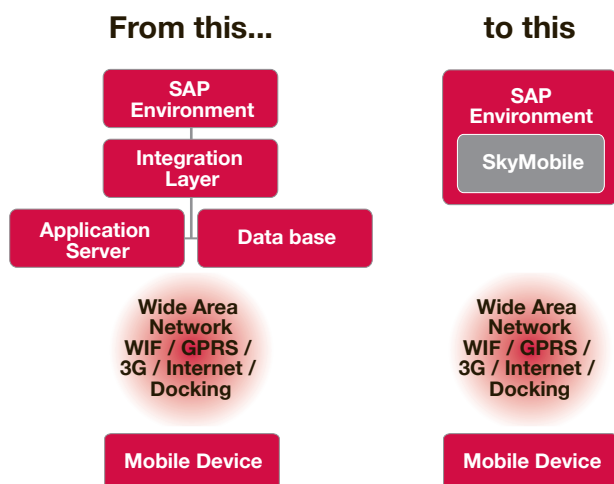 From this...
SAP
Environment
Integration
Layer
Application
Server
Data base
Wide Area
Network
WIF / GPRS /
3G / Internet /
Docking
Mobile Device
to this
SAP
Environment
SkyMobile
Wide Area
Network
WIF / GPRS /
3G / Internet /
Docking
Mobile Device